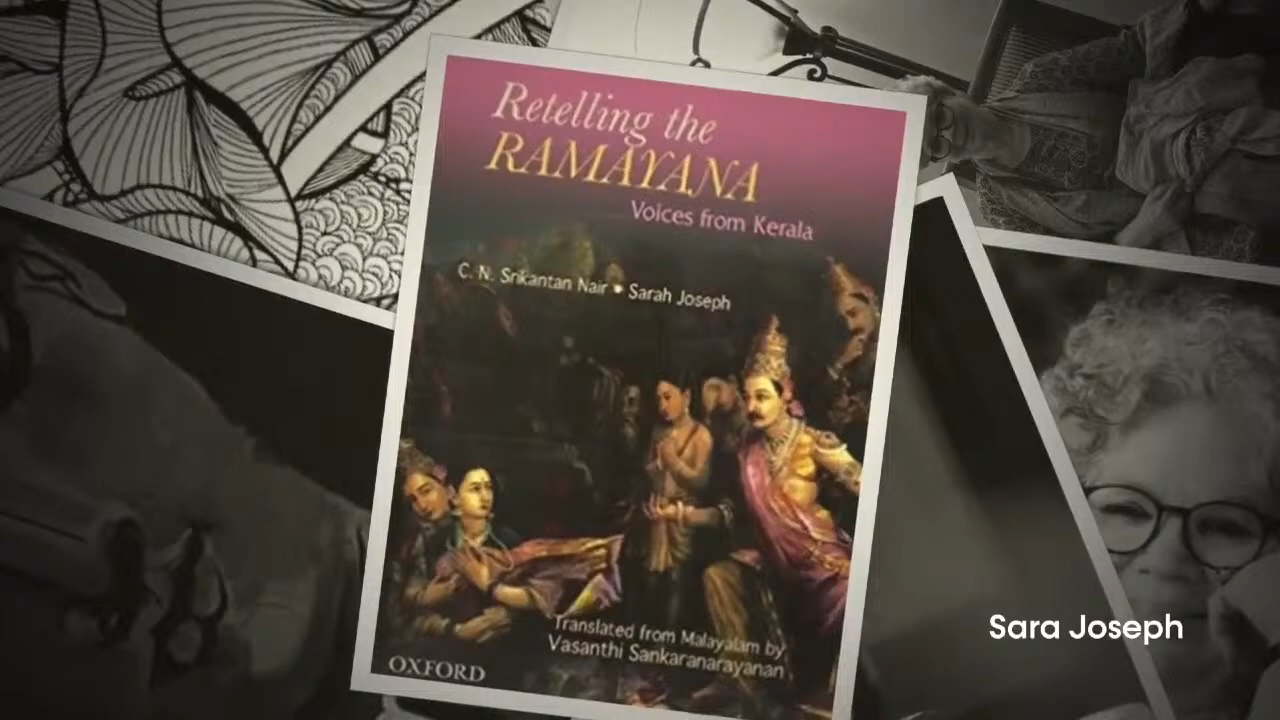 Retelling the
RAMAYANA
Voices from Kerala
C. N. Srikantan Nair • Sarah Joseph
Translated from Malayalam by
Vasanthi Sankaranarayanan
OXFORD
Sara Joseph